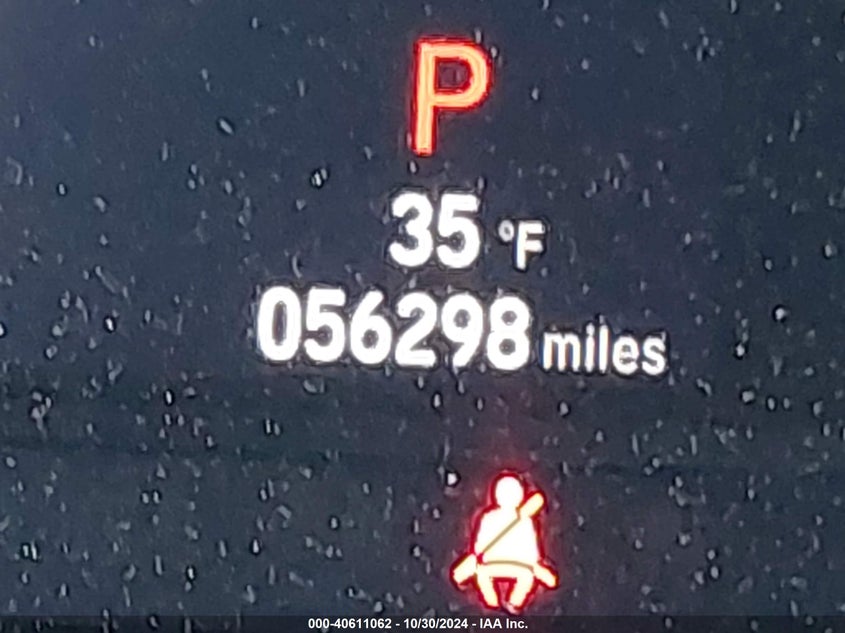 P
35 °F
056298 miles
000-40611062 - 10/30/2024 - IAA Inc.